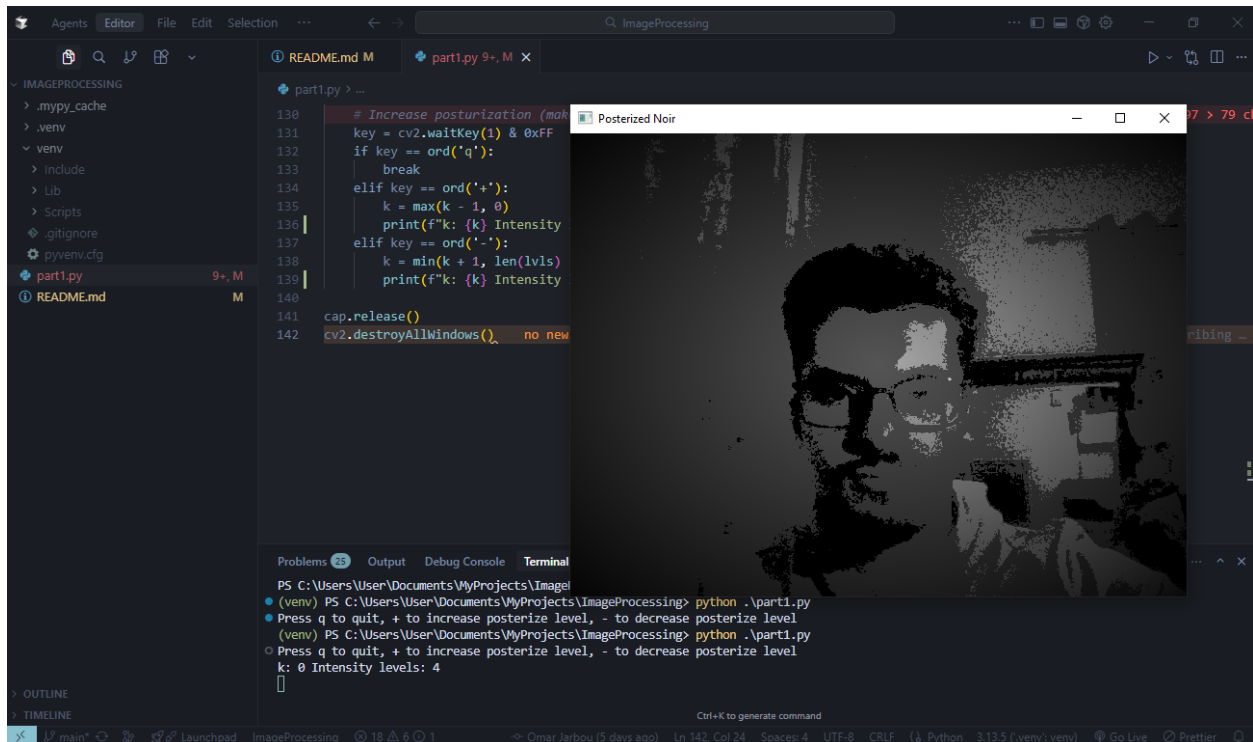 Agents Editor File Edit Selection ··· ← → ImageProcessing ···
IMAGEPROCESSING
> .mypy_cache
> .venv
venv
> Include
> Lib
> Scripts
.gitignore
pyvenv.cfg
part1.py 9+, M
README.md M
> OUTLINE
> TIMELINE
README.md M part1.py 9+, M ×
part1.py > ...
130 # Increase posturization (mak
97 > 79 c
131 key = cv2.waitKey(1) & 0xFF
132 if key == ord('q'):
133 break
134 elif key == ord('+'):
135 k = max(k - 1, 0)
136 print(f"k: {k} Intensity
137 elif key == ord('-'):
138 k = min(k + 1, len(lvls)
139 print(f"k: {k} Intensity
140
141 cap.release()
142 cv2.destroyAllWindows() no new
ribing …
Posterized Noir
Problems 25 Output Debug Console Terminal
PS C:\Users\User\Documents\MyProjects\ImageP
(venv) PS C:\Users\User\Documents\MyProjects\ImageProcessing> python .\part1.py
Press q to quit, + to increase posterize level, - to decrease posterize level
(venv) PS C:\Users\User\Documents\MyProjects\ImageProcessing> python .\part1.py
Press q to quit, + to increase posterize level, - to decrease posterize level
k: 0 Intensity levels: 4
Ctrl+K to generate command
main* Launchpad ImageProcessing 18 6 1 Omar Jarbou (5 days ago) Ln 142, Col 24 Spaces: 4 UTF-8 CRLF Python 3.13.5 ('.venv': venv) Go Live Prettier